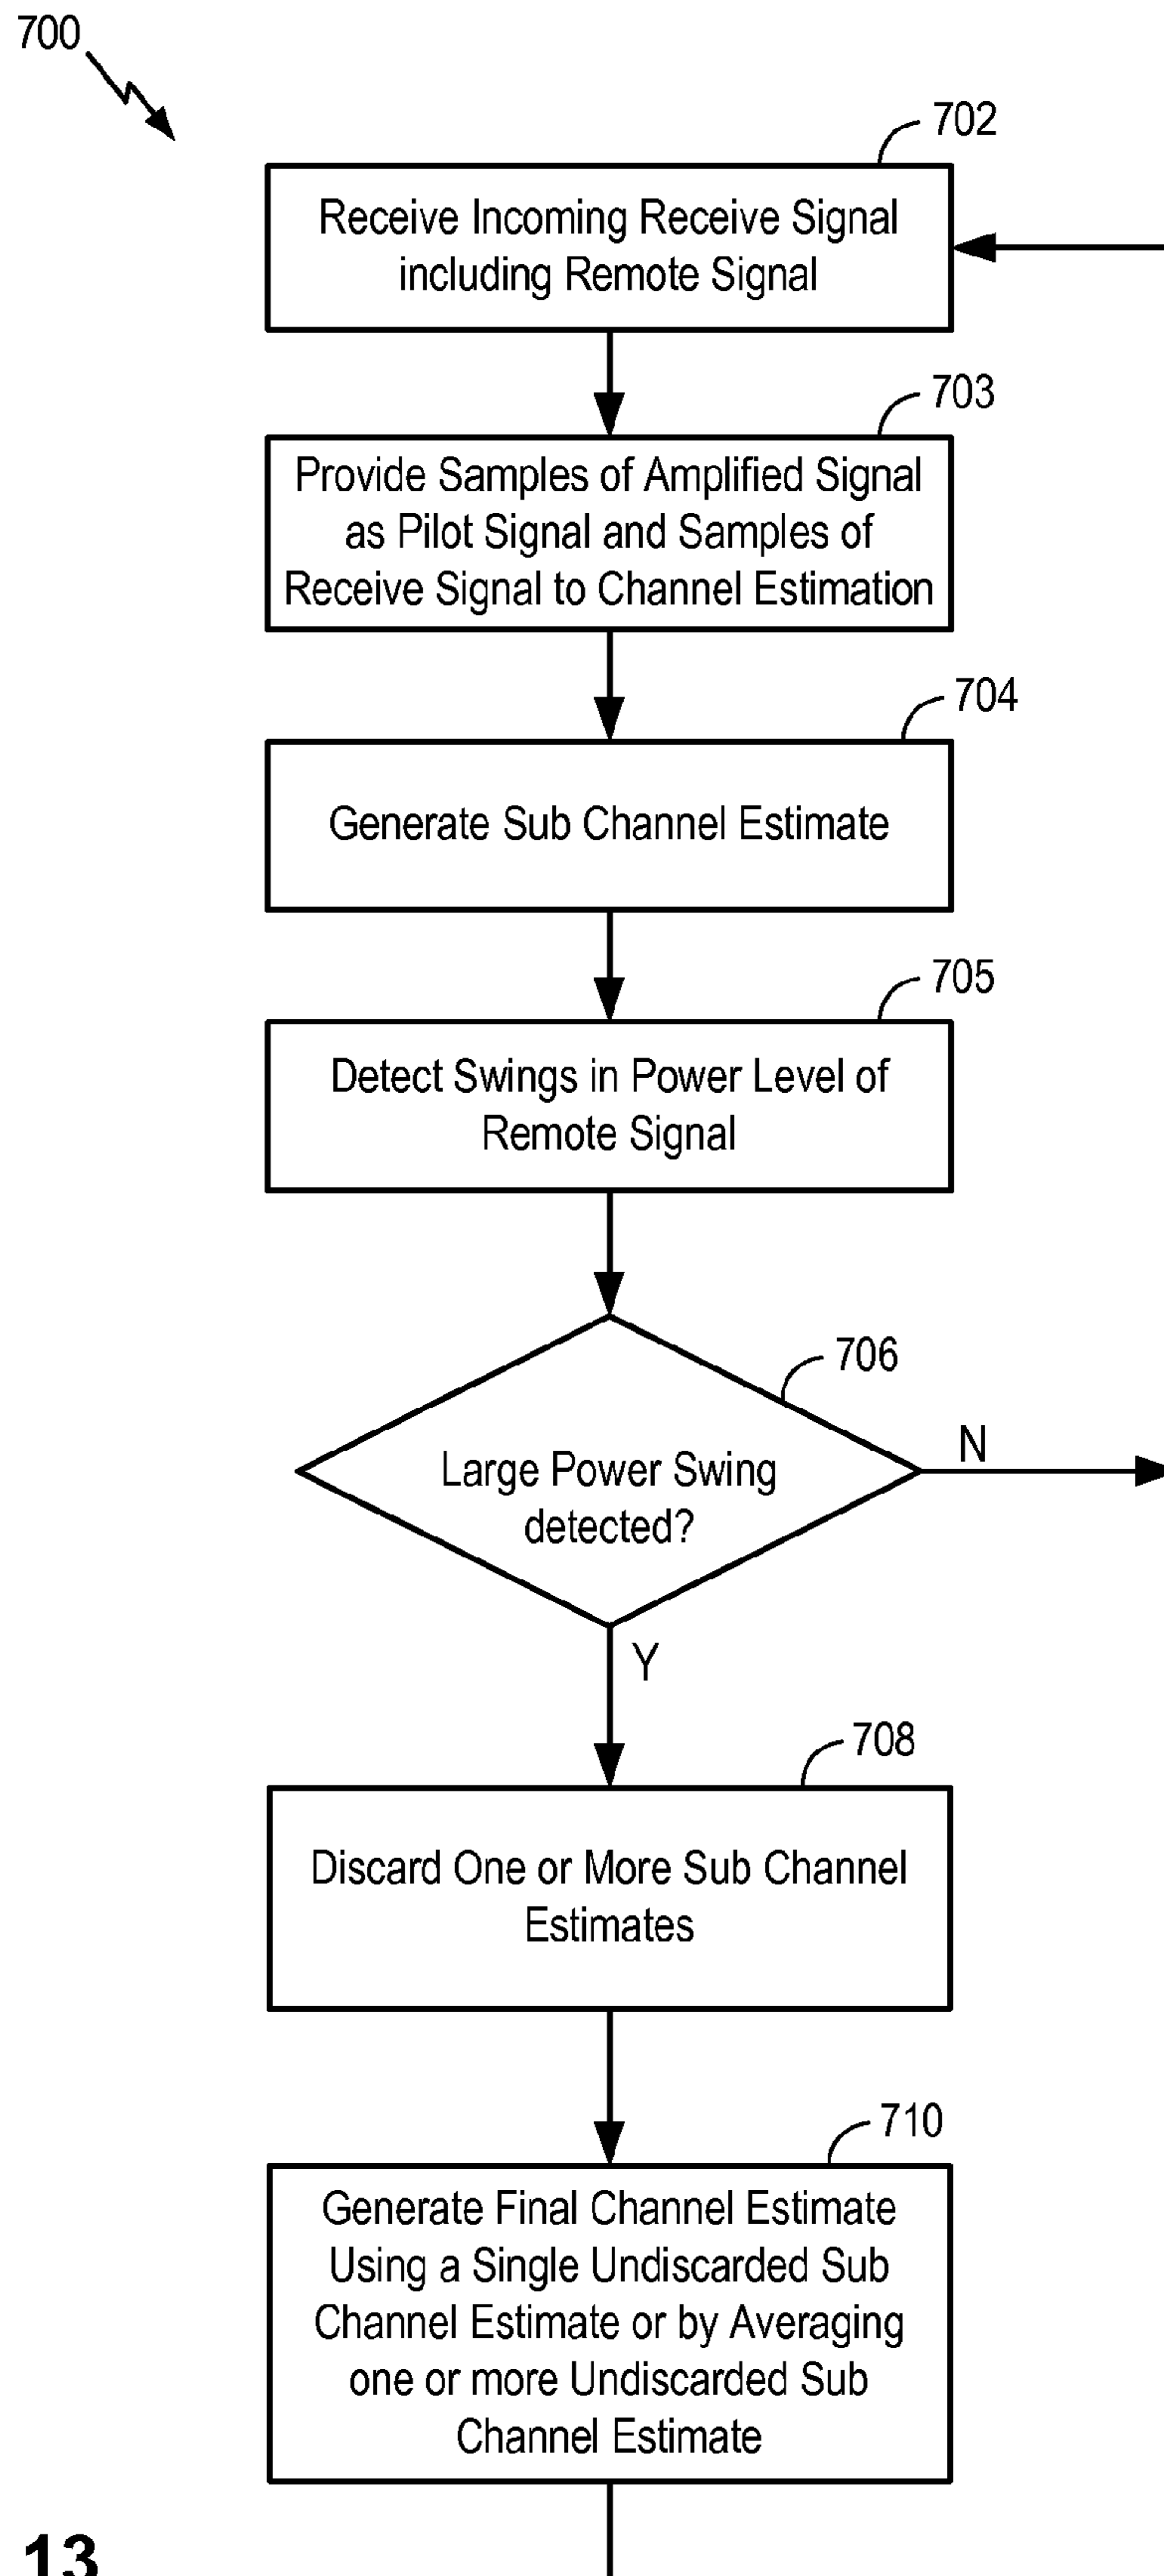 700
702
Receive Incoming Receive Signal
including Remote Signal
703
Provide Samples of Amplified Signal
as Pilot Signal and Samples of
Receive Signal to Channel Estimation
704
Generate Sub Channel Estimate
705
Detect Swings in Power Level of
Remote Signal
706
Large Power Swing
detected?
N
Y
708
Discard One or More Sub Channel
Estimates
710
Generate Final Channel Estimate
Using a Single Undiscarded Sub
Channel Estimate or by Averaging
one or more Undiscarded Sub
Channel Estimate
13